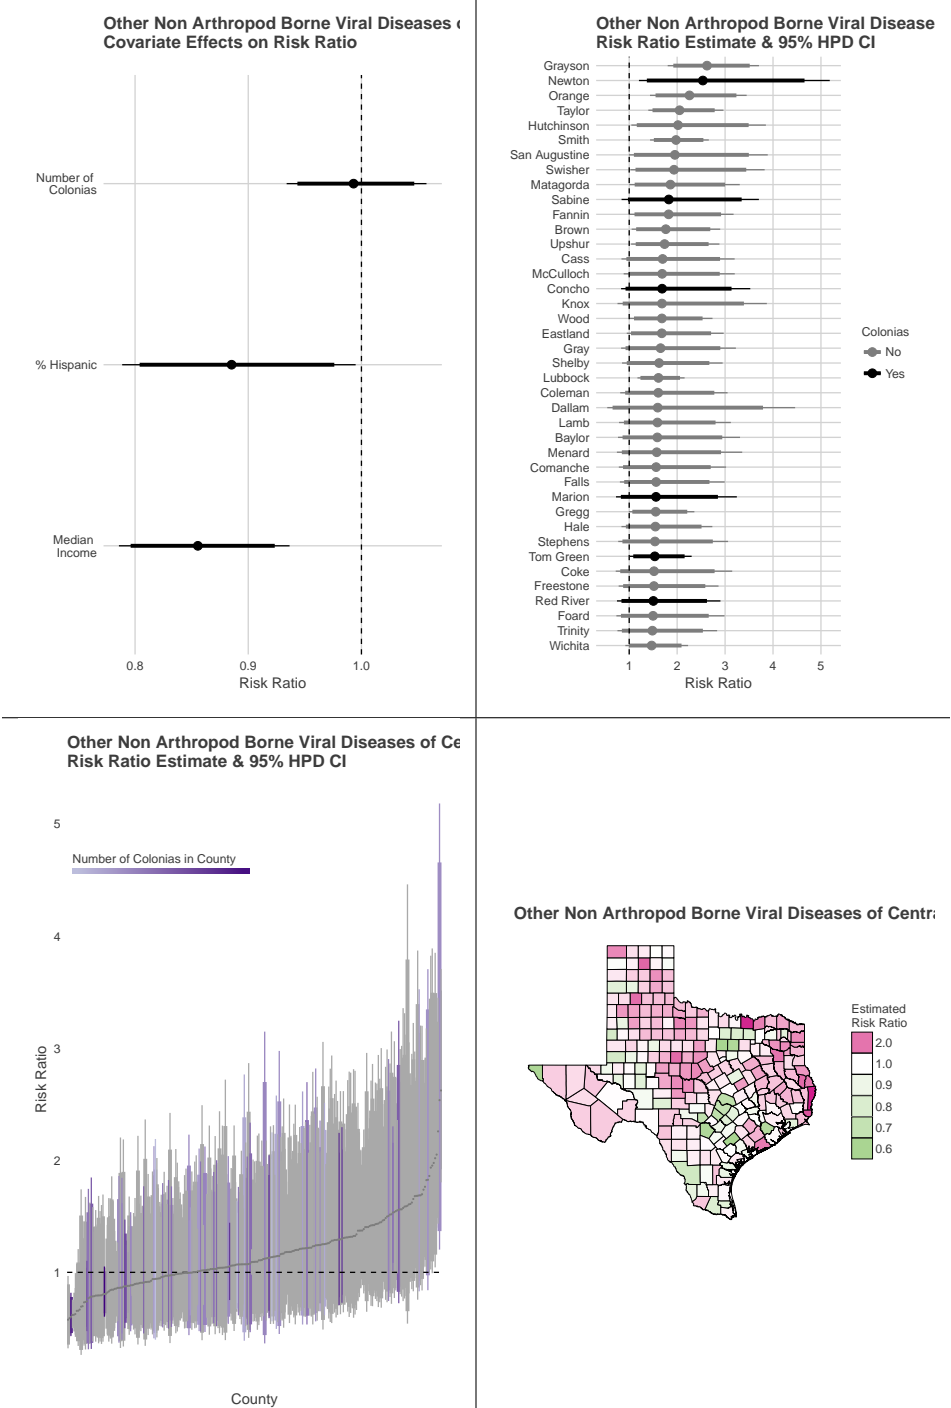 Other Non Arthropod Borne Viral Diseases
Covariate Effects on Risk Ratio
Number of
Colonias
% Hispanic
Median
Income
0.8
0.9
1.0
Risk Ratio
Other Non Arthropod Borne Viral Disease
Risk Ratio Estimate & 95% HPD CI
Grayson
Newton
Orange
Taylor
Hutchinson
Smith
San Augustine
Swisher
Matagorda
Sabine
Fannin
Brown
Upshur
Cass
McCulloch
Concho
Knox
Wood
Eastland
Gray
Shelby
Lubbock
Coleman
Dallam
Lamb
Baylor
Menard
Comanche
Falls
Marion
Gregg
Hale
Stephens
Tom Green
Coke
Freestone
Red River
Foard
Trinity
Wichita
1
2
3
4
5
Risk Ratio
Colonias
No
Yes
Other Non Arthropod Borne Viral Diseases of Ce
Risk Ratio Estimate & 95% HPD CI
Number of Colonias in County
5
4
3
2
1
Risk Ratio
County
Other Non Arthropod Borne Viral Diseases of Centr
Estimated
Risk Ratio
2.0
1.0
0.9
0.8
0.7
0.6